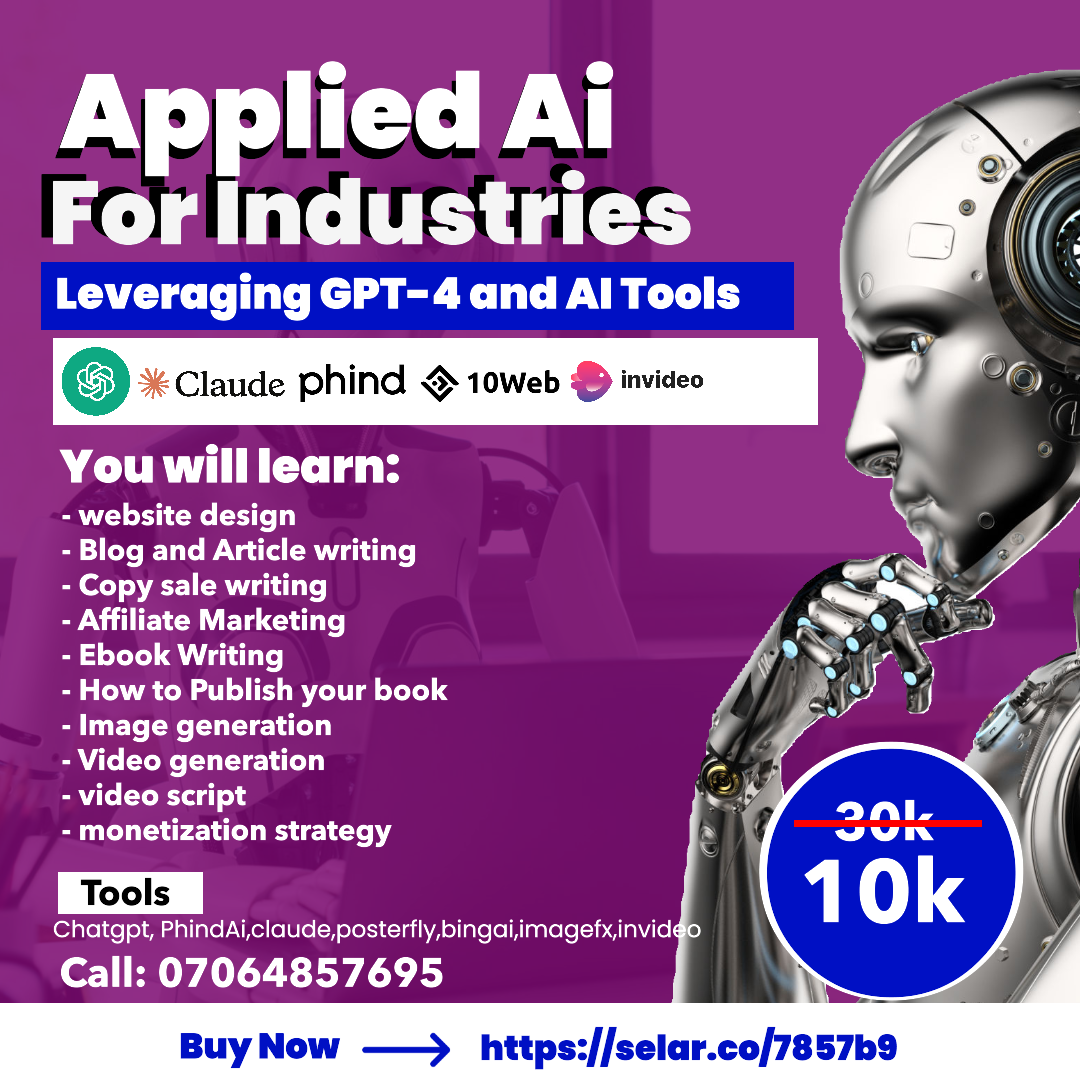 Applied Ai
For Industries
Leveraging GPT-4 and AI Tools
Claude phind 10Web invideo
You will learn:
- website design
- Blog and Article writing
- Copy sale writing
- Affiliate Marketing
- Ebook Writing
- How to Publish your book
- Image generation
- Video generation
- video script
- monetization strategy
30k
10k
Tools
Chatgpt, PhindAi,claude,posterfly,bingai,imagefx,invideo
Call: 07064857695
Buy Now https://selar.co/7857b9